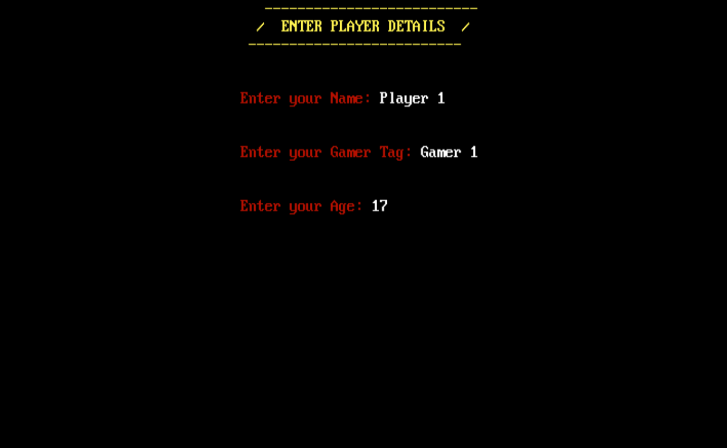 --------------------------
/ ENTER PLAYER DETAILS /
--------------------------
Enter your Name: Player 1
Enter your Gamer Tag: Gamer 1
Enter your Age: 17